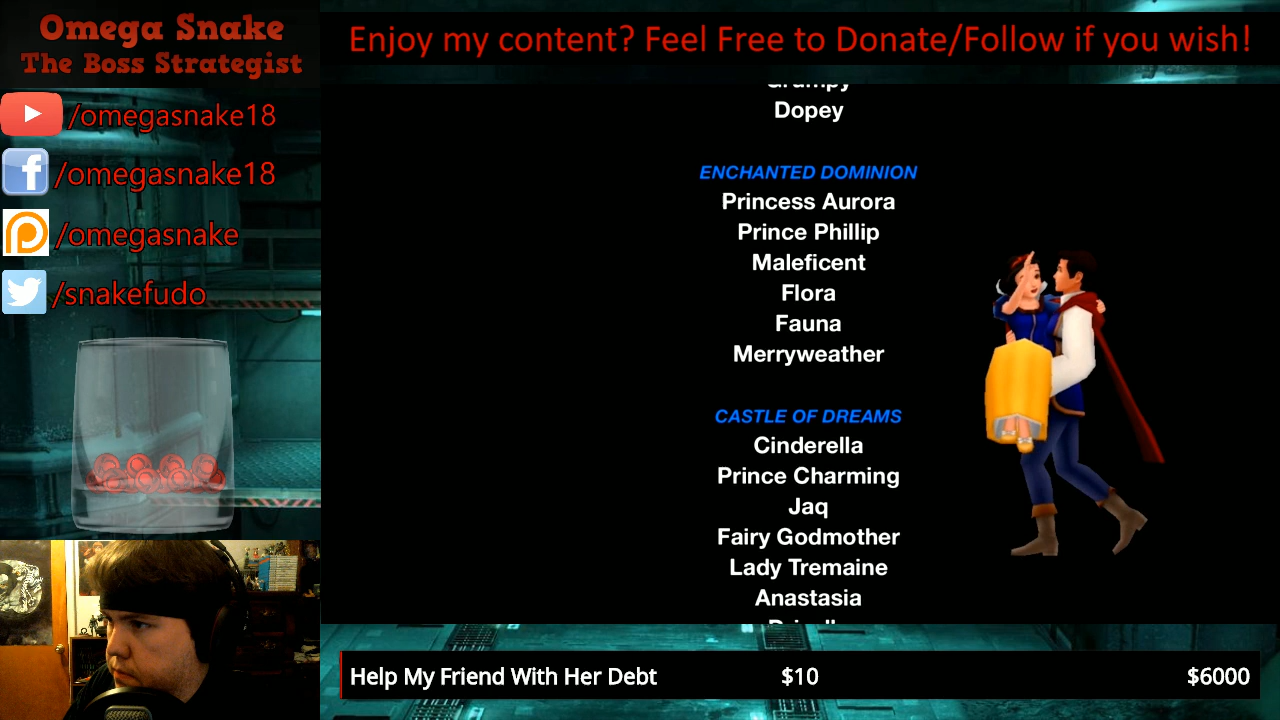 Omega Snake
The Boss Strategist
/omegasnake18
/omegasnake18
/omegasnake
/snakefudo
Enjoy my content? Feel Free to Donate/Follow if you wish!
Grumpy
Dopey
ENCHANTED DOMINION
Princess Aurora
Prince Phillip
Maleficent
Flora
Fauna
Merryweather
CASTLE OF DREAMS
Cinderella
Prince Charming
Jaq
Fairy Godmother
Lady Tremaine
Anastasia
Help My Friend With Her Debt $10 $6000